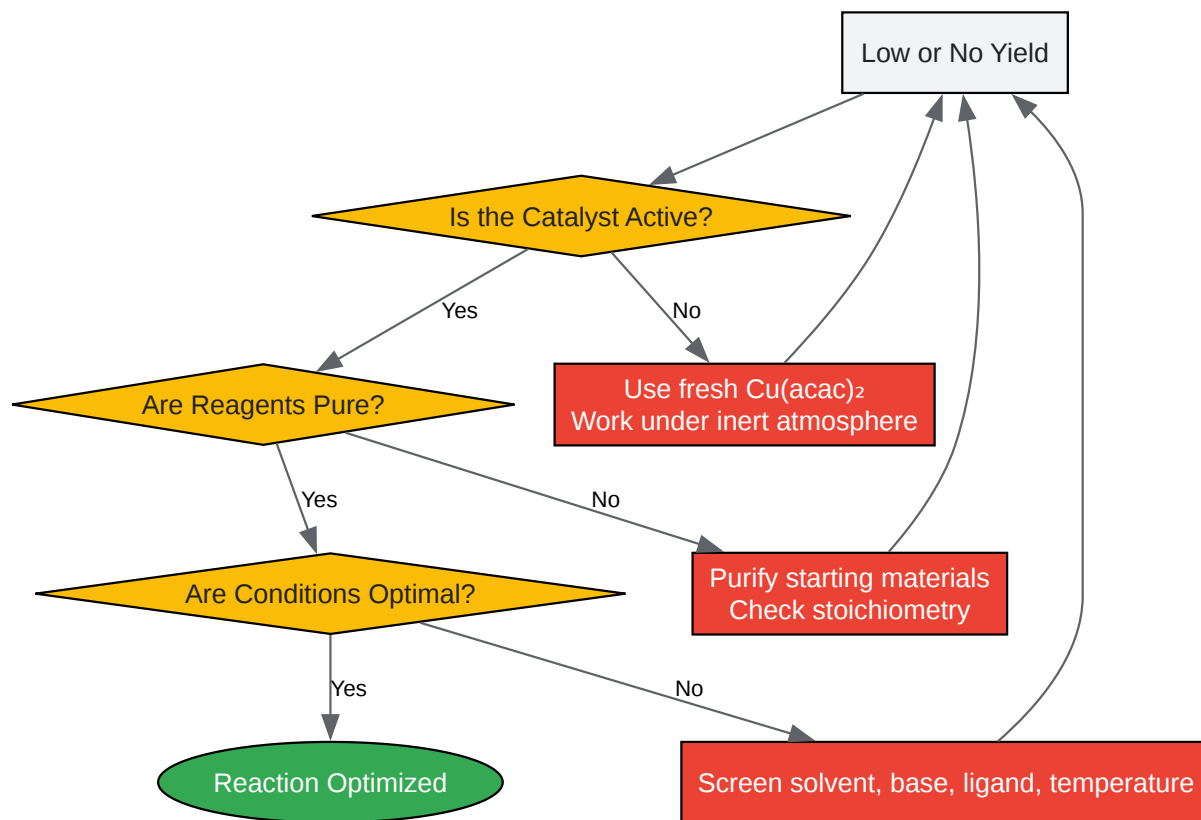 Low or No Yield
Is the Catalyst Active?
Yes
No
Are Reagents Pure?
Use fresh Cu(acac)₂
Work under inert atmosphere
Yes
No
Are Conditions Optimal?
Purify starting materials
Check stoichiometry
Yes
No
Reaction Optimized
Screen solvent, base, ligand, temperature